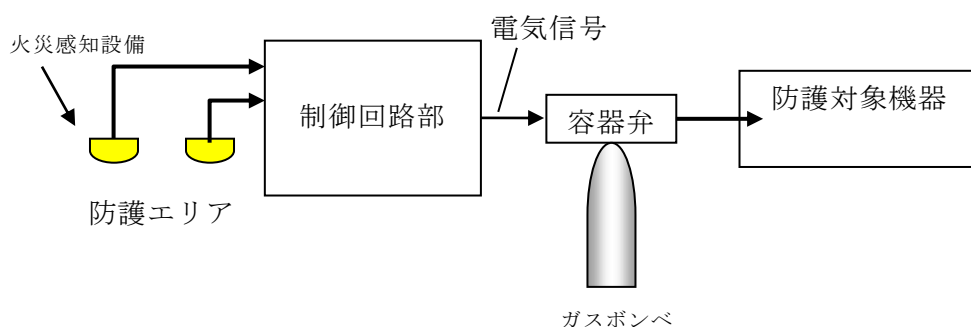 電気信号
火災感知設備
制御回路部
容器弁
防護対象機器
防護エリア
ガスボンベ